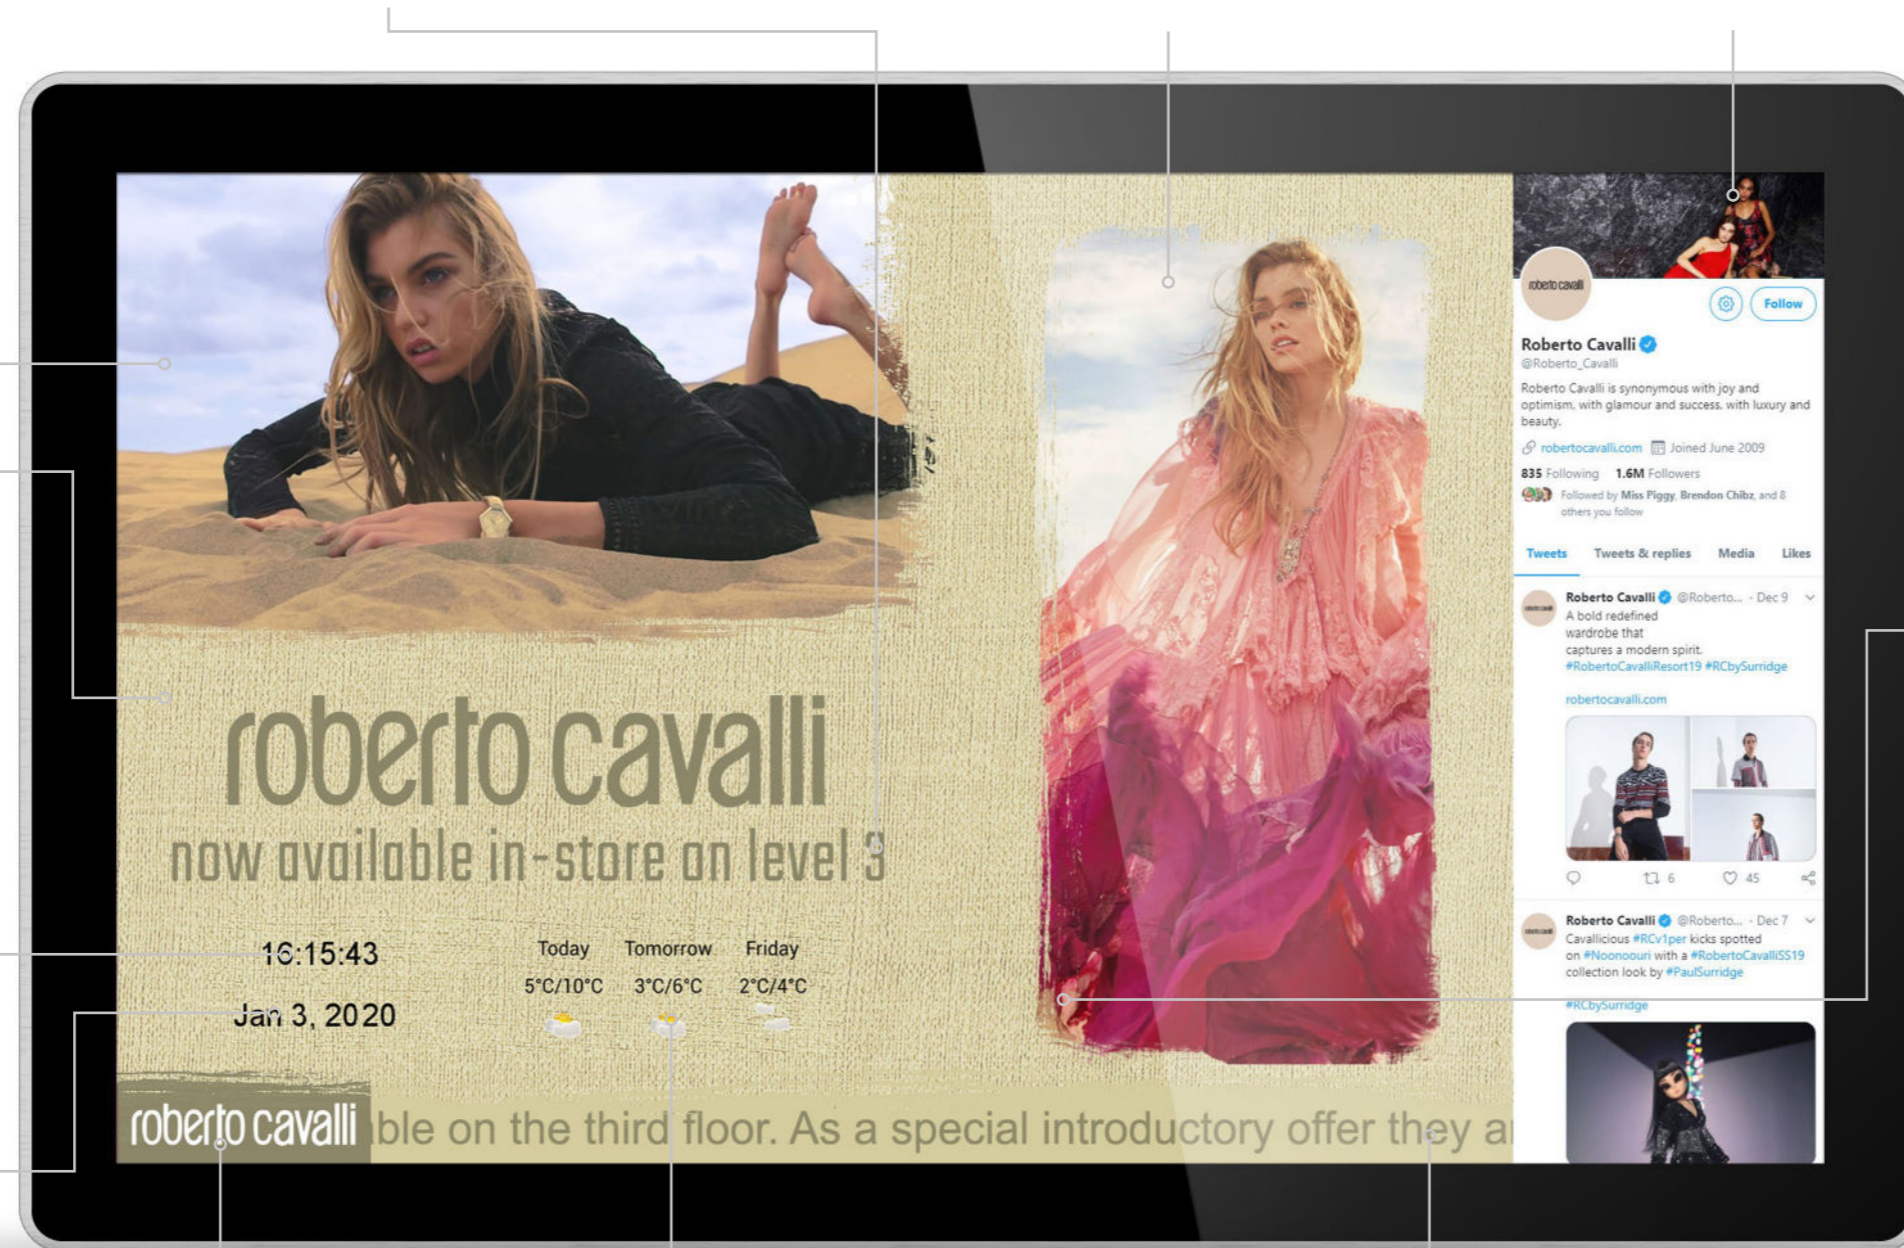 roberto cavalli
now available in-store on level 3
16:15:43
Jan 3, 2020
Today Tomorrow Friday
5°C/10°C 3°C/6°C 2°C/4°C
roberto cavalli
ble on the third floor. As a special introductory offer they
roberto cavalli
Follow
Roberto Cavalli
@Roberto_Cavalli
Roberto Cavalli is synonymous with joy and
optimism, with glamour and success, with luxury and
beauty.
robertocavalli.com Joined June 2009
835 Following 1.6M Followers
Followed by Miss Piggy, Brendon Chibz, and 8
others you follow
Tweets Tweets & replies Media Likes
Roberto Cavalli @Roberto... · Dec 9
A bold redefined
wardrobe that
captures a modern spirit.
#RobertoCavalliResort19 #RCbySurridge
robertocavalli.com
6 45
Roberto Cavalli @Roberto... · Dec 7
Cavallicious #RCv1per kicks spotted
on #Noonoouri with a #RobertoCavalliSS19
collection look by #PaulSurridge
#RCbySurridge